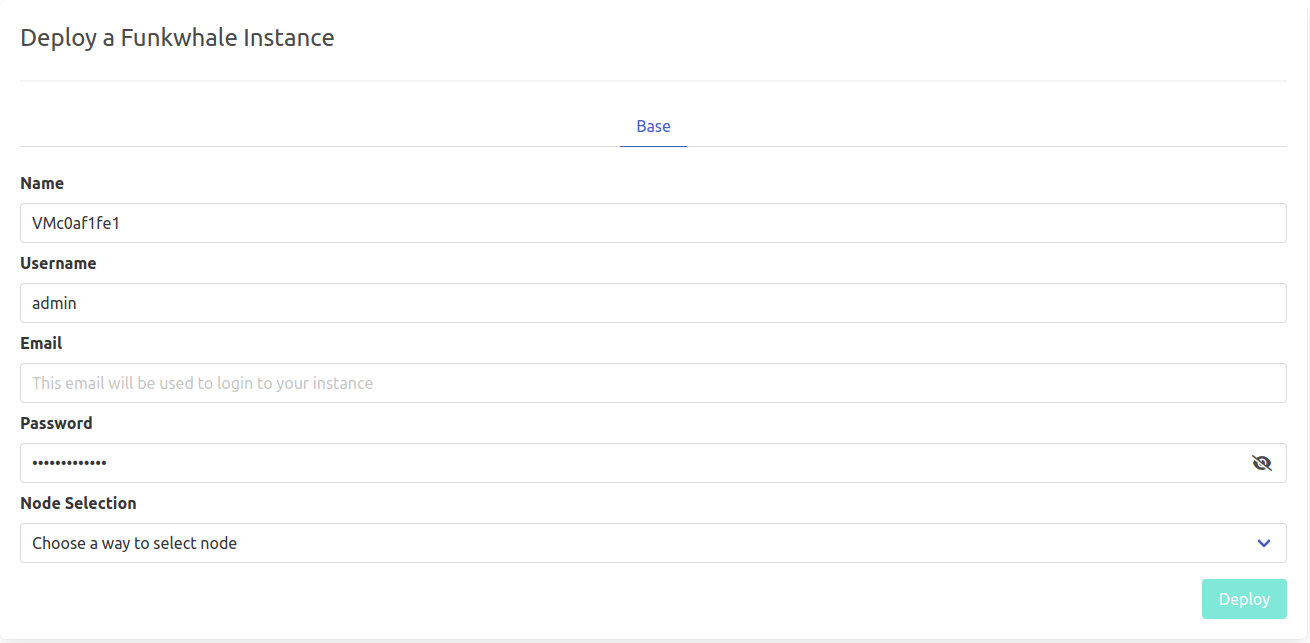 Deploy a Funkwhale Instance
Base
Name
VMc0af1fe1
Username
admin
Email
This email will be used to login to your instance
Password
•••••••••••••
Node Selection
Choose a way to select node
Deploy